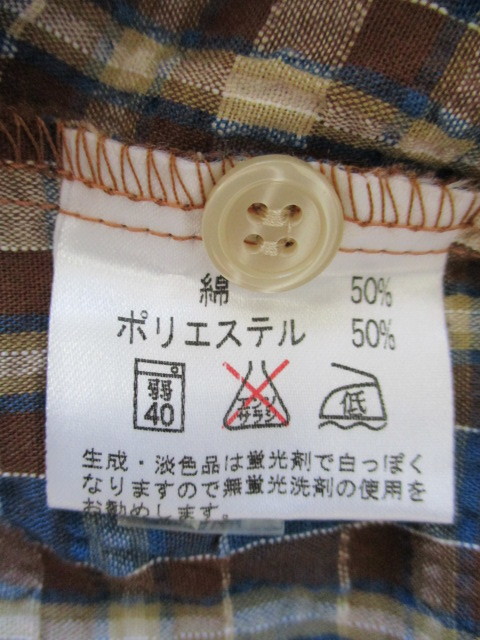 綿 50%
ポリエステル 50%
弱 40
エンソ サラシ
低
生成・淡色品は蛍光剤で白っぽく
なりますので無蛍光洗剤の使用を
お勧めします。